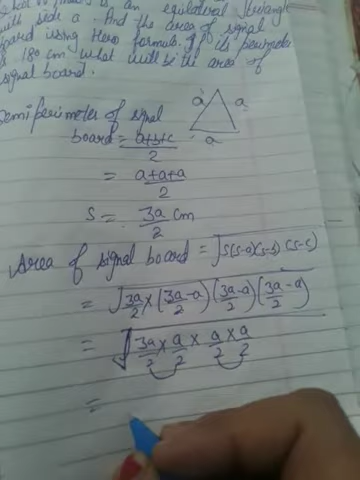 is an equilateral
with side a. And the area of signal
board using Hero formula. If its perimeter
is 180 cm what will be the area of
signal board.
Semiperimeter of signal
board = a+b+c/2
a a a
= a+a+a/2
S = 3a/2 cm
Area of signal board = √S(s-a)(s-b)(s-c)
= √3a/2 × (3a/2-a) (3a/2-a) (3a/2-a)
= √3a/2 × a/2 × a/2 × a/2
=